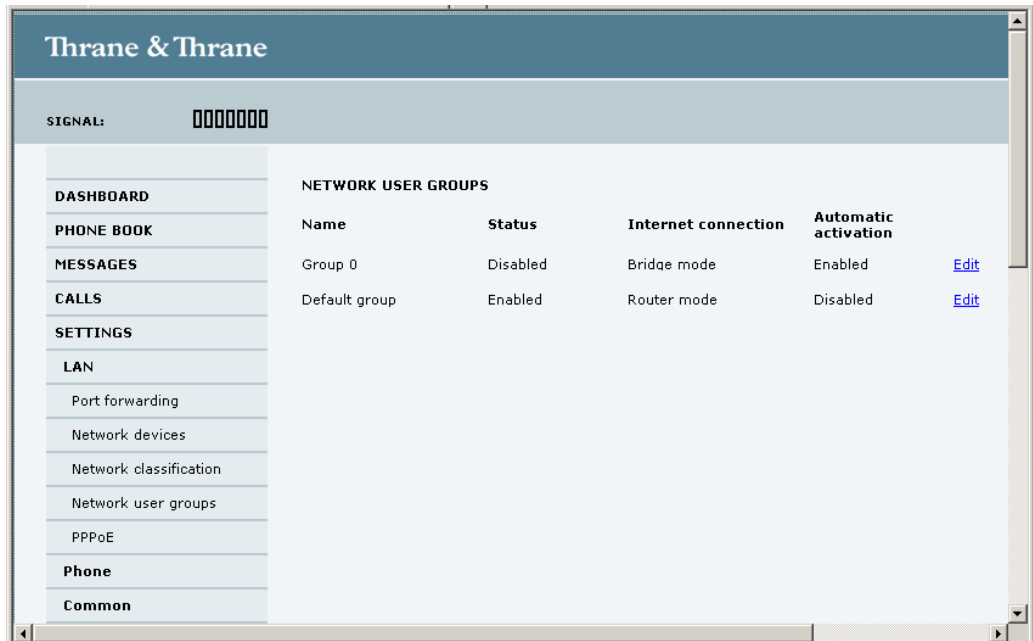 Thrane & Thrane
SIGNAL:
DASHBOARD
PHONE BOOK
MESSAGES
CALLS
SETTINGS
LAN
Port forwarding
Network devices
Network classification
Network user groups
PPPoE
Phone
Common
NETWORK USER GROUPS
Name Status Internet connection Automatic activation
Group 0 Disabled Bridge mode Enabled Edit
Default group Enabled Router mode Disabled Edit